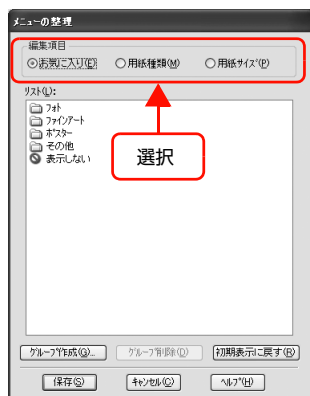 メニューの整理
編集項目
お気に入り(E) 用紙種類(M) 用紙サイズ(P)
リスト(L):
フォト
ファインアート
ポスター
その他
表示しない
選択
グループ作成(G)... グループ削除(D) 初期表示に戻す(R)
保存(S) キャンセル(C) ヘルプ(H)